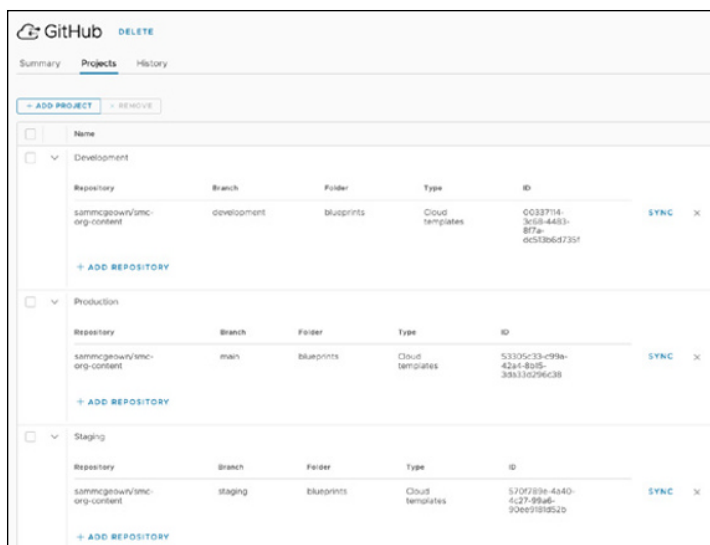 GitHub DELETE
Summary Projects History
+ ADD PROJECT × REMOVE
Name
Development
Repository Branch Folder Type ID
sammcgeown/smc-org-content development blueprints Cloud templates 00337114-3c68-4483-8f7a-dc513b6d735f SYNC ×
+ ADD REPOSITORY
Production
Repository Branch Folder Type ID
sammcgeown/smc-org-content main blueprints Cloud templates 53305c33-c99a-42a4-8b15-3da33d296c38 SYNC ×
+ ADD REPOSITORY
Staging
Repository Branch Folder Type ID
sammcgeown/smc-org-content staging blueprints Cloud templates 570f789e-4a40-4c27-99a6-90ee9181d52b SYNC ×
+ ADD REPOSITORY